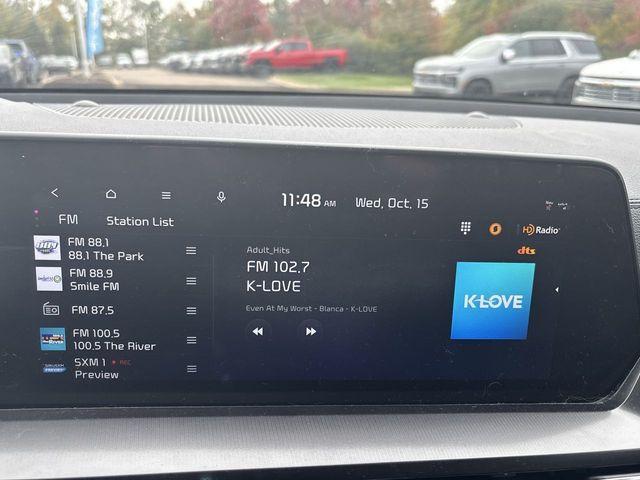 11:48 AM Wed, Oct, 15
FM Station List
HD Radio
dts
FM 88.1
88.1 The Park
FM 88.9
Smile FM
FM 87.5
FM 100.5
100.5 The River
SXM 1 REC
Preview
Adult_Hits
FM 102.7
K-LOVE
Even At My Worst - Blanca - K-LOVE
K-LOVE